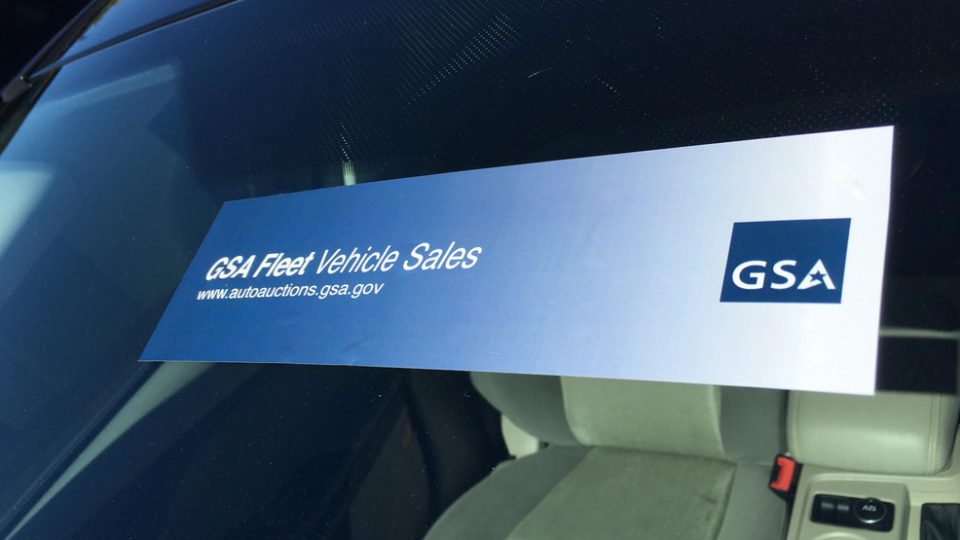 GSA Fleet Vehicle Sales
www.autoauctions.gsa.gov
GSA